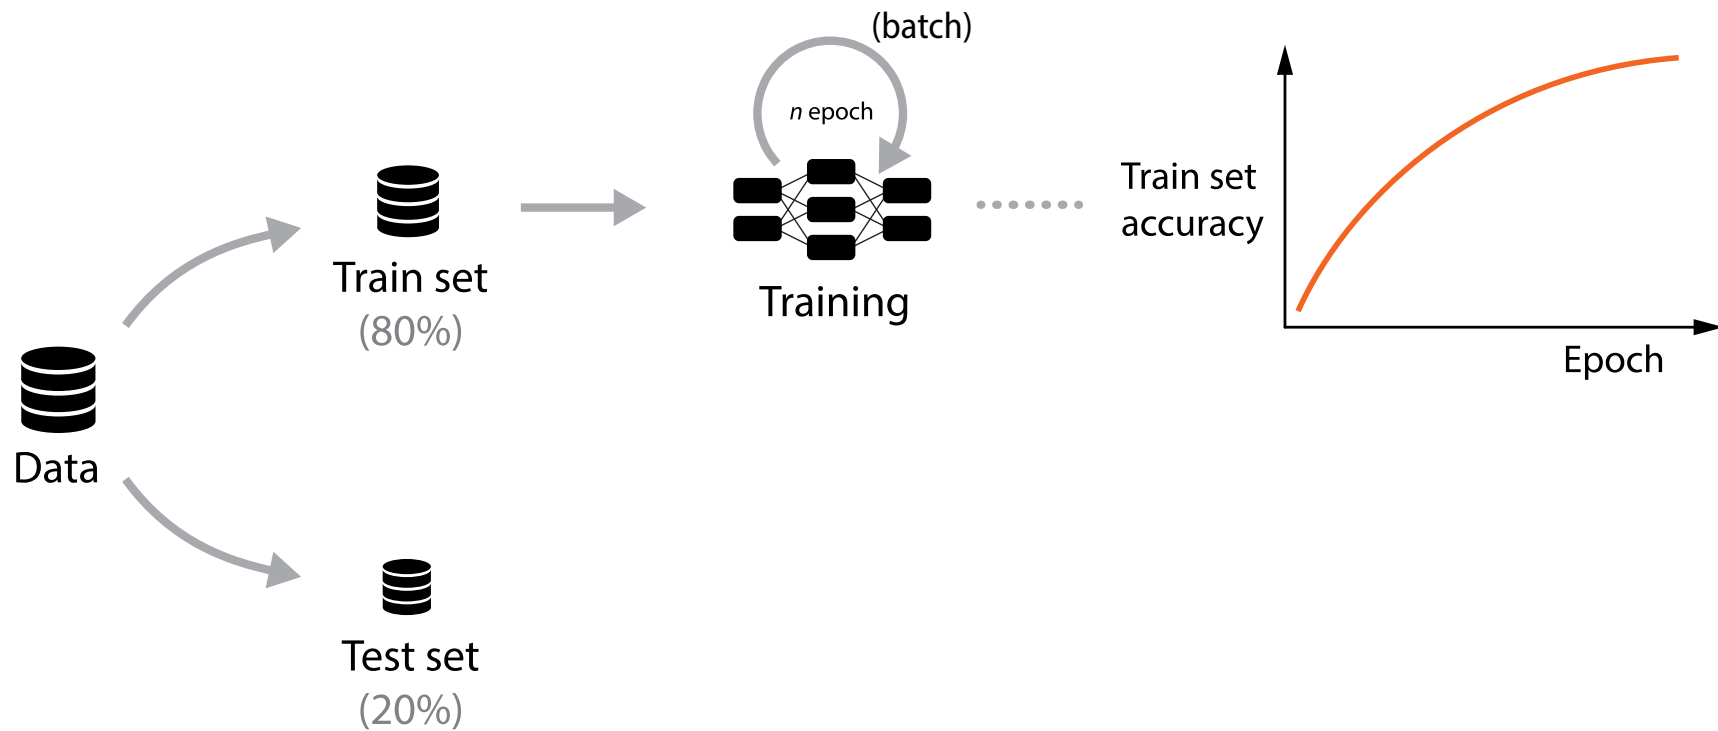 (batch)
n epoch
Train set
accuracy
Train set
(80%)
Training
Epoch
Data
Test set
(20%)